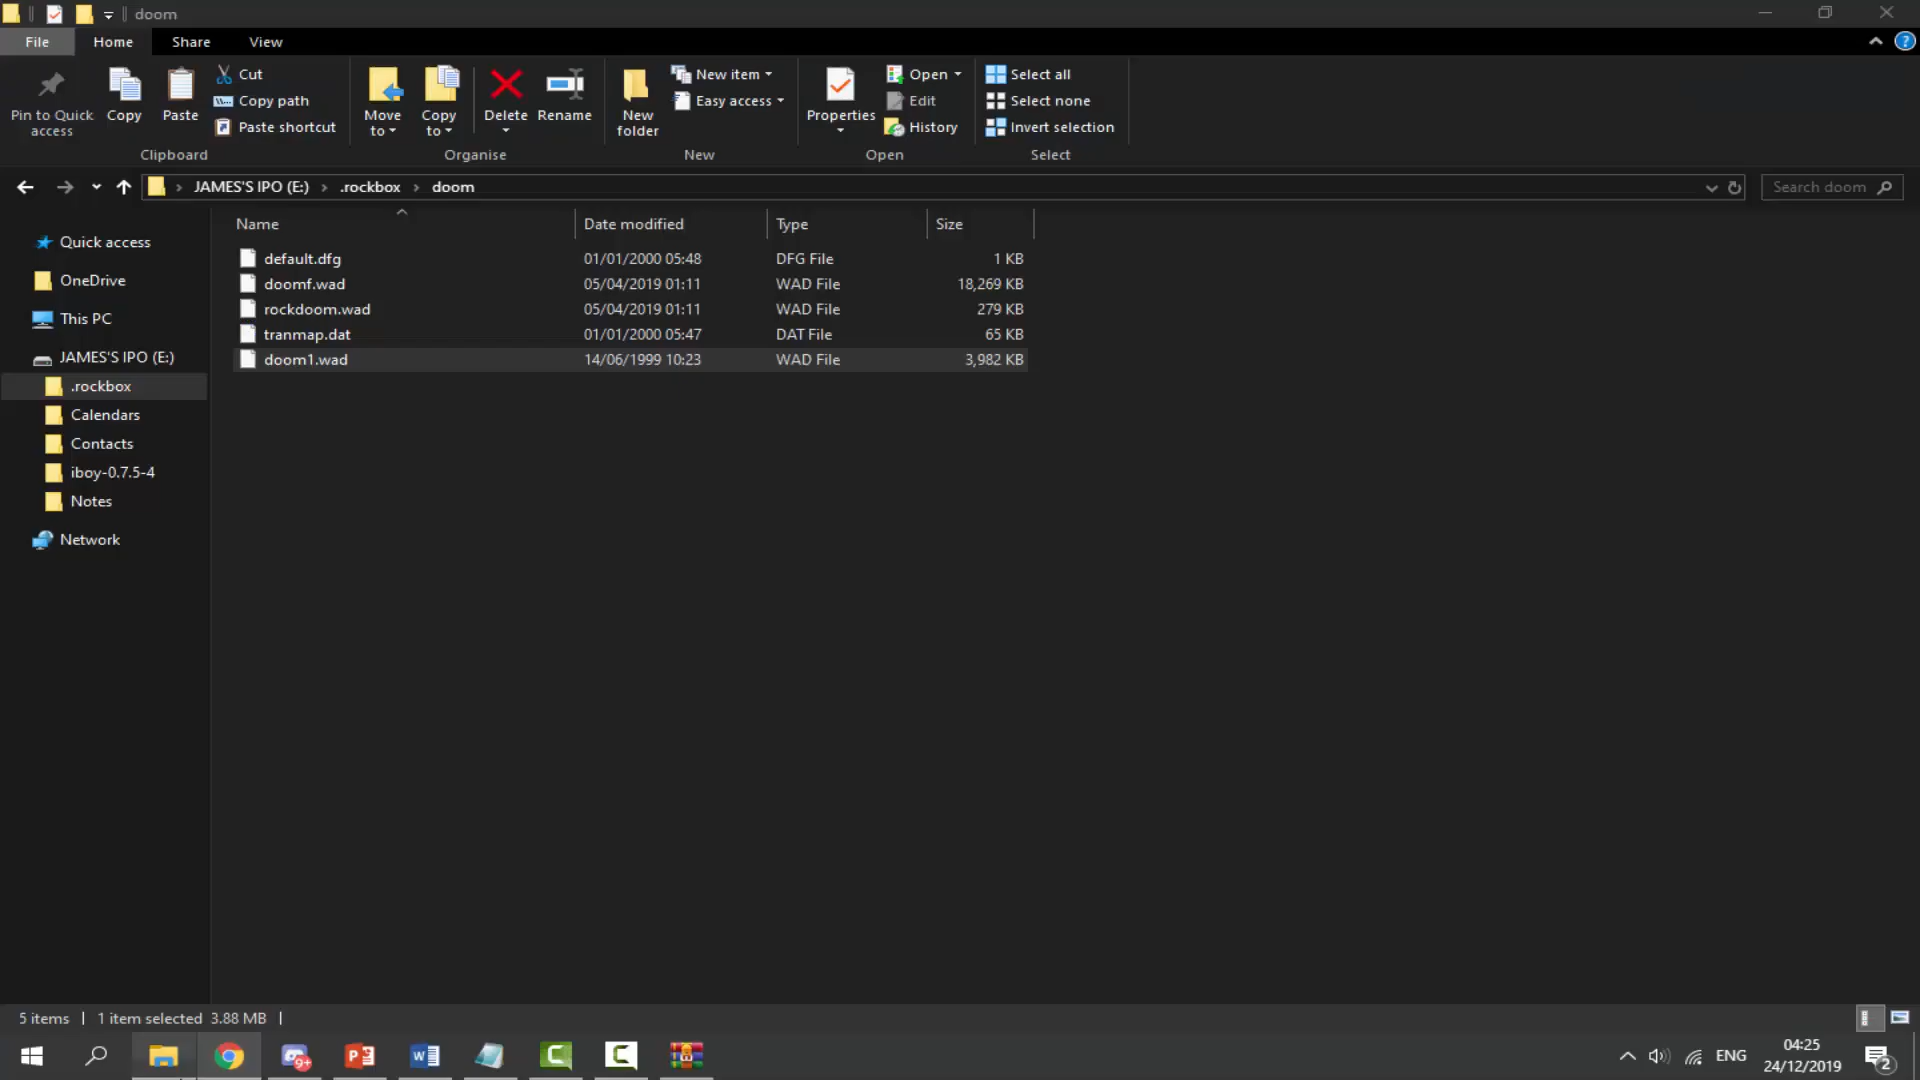 doom
File Home Share View
Pin to Quick access
Copy
Paste
Cut
Copy path
Paste shortcut
Clipboard
Move to
Copy to
Delete
Rename
Organise
New folder
New item
Easy access
New
Properties
Open
Edit
History
Open
Select all
Select none
Invert selection
Select
JAMES'S IPO (E:) › .rockbox › doom
Search doom
Name Date modified Type Size
default.dfg 01/01/2000 05:48 DFG File 1 KB
doomf.wad 05/04/2019 01:11 WAD File 18,269 KB
rockdoom.wad 05/04/2019 01:11 WAD File 279 KB
tranmap.dat 01/01/2000 05:47 DAT File 65 KB
doom1.wad 14/06/1999 10:23 WAD File 3,982 KB
Quick access
OneDrive
This PC
JAMES'S IPO (E:)
.rockbox
Calendars
Contacts
iboy-0.7.5-4
Notes
Network
5 items | 1 item selected 3.88 MB |
9+
ENG
04:25
24/12/2019
2